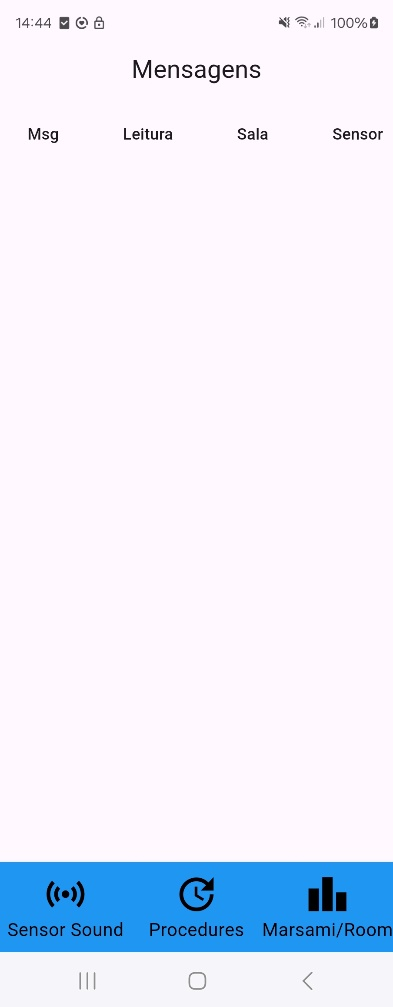 14:44 100%
Mensagens
Msg Leitura Sala Sensor
Sensor Sound Procedures Marsami/Room